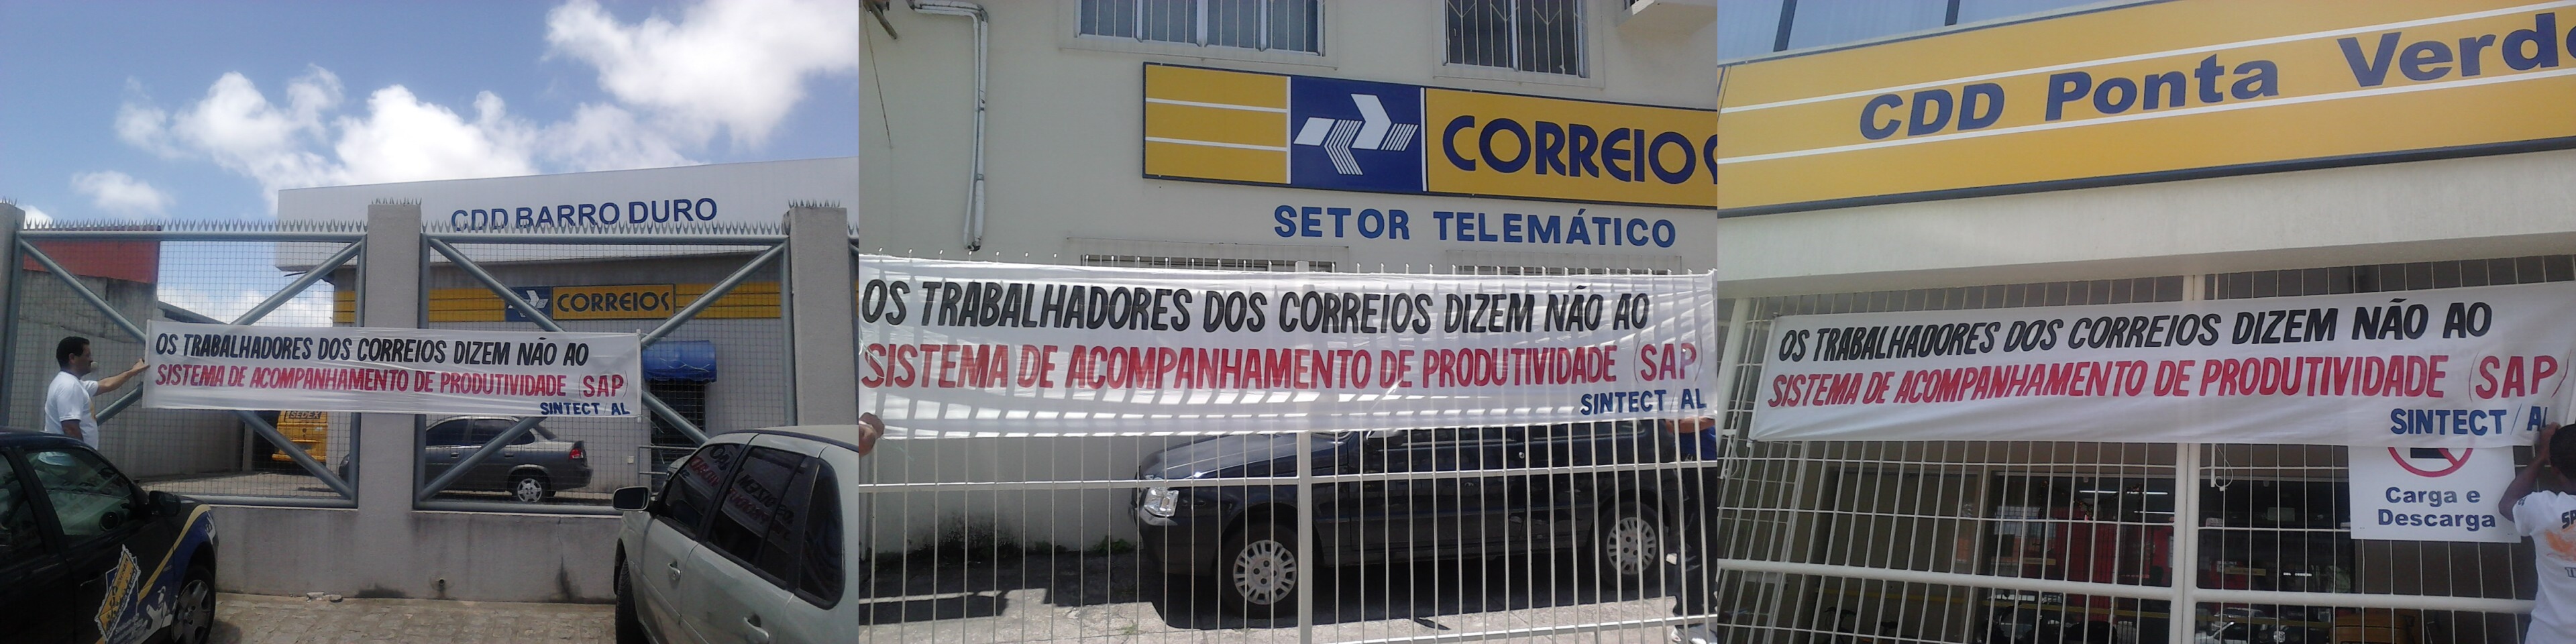 CDD BARRO DURO
CORREIOS
OS TRABALHADORES DOS CORREIOS DIZEM NÃO AO
SISTEMA DE ACOMPANHAMENTO DE PRODUTIVIDADE (SAP)
SINTECT/AL
SEDEX
CORREIOS
SETOR TELEMÁTICO
OS TRABALHADORES DOS CORREIOS DIZEM NÃO AO
SISTEMA DE ACOMPANHAMENTO DE PRODUTIVIDADE (SAP)
SINTECT/AL
CDD Ponta Verde
OS TRABALHADORES DOS CORREIOS DIZEM NÃO AO
SISTEMA DE ACOMPANHAMENTO DE PRODUTIVIDADE (SAP)
SINTECT/AL
Carga e
Descarga